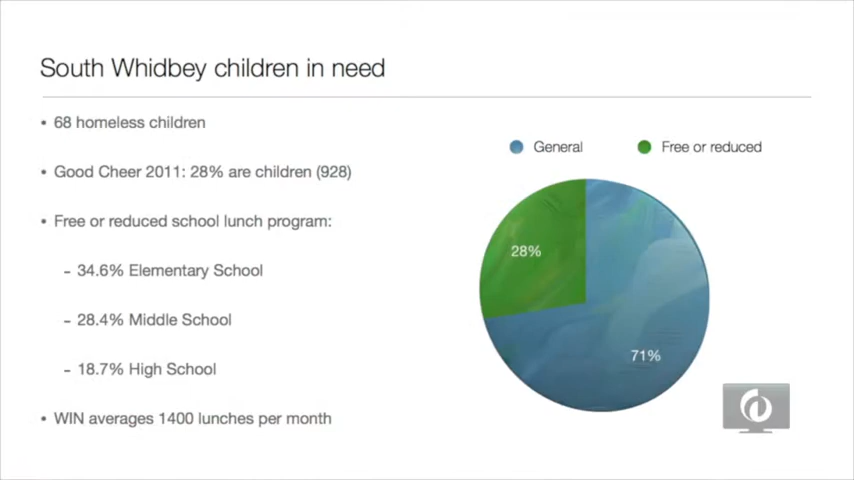 South Whidbey children in need
• 68 homeless children
• Good Cheer 2011: 28% are children (928)
• Free or reduced school lunch program:
- 34.6% Elementary School
- 28.4% Middle School
- 18.7% High School
• WIN averages 1400 lunches per month
General
Free or reduced
28%
71%